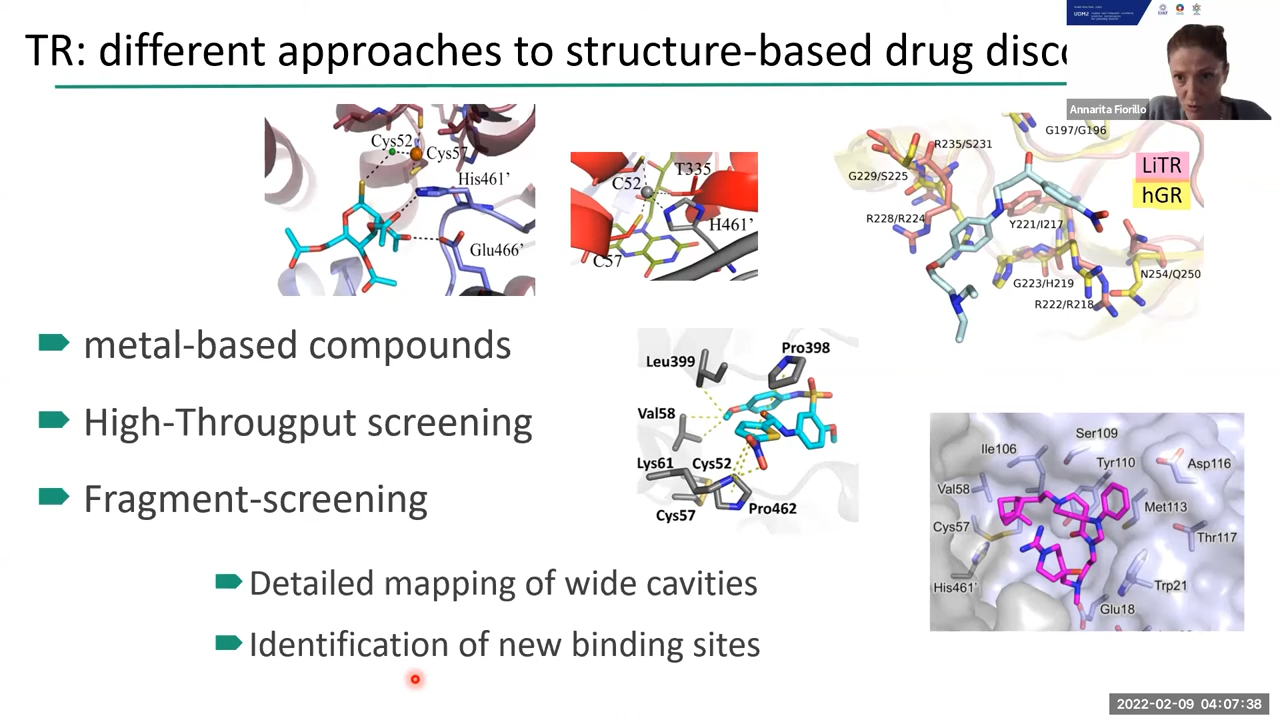 TR: different approaches to structure-based drug disco
Annarita Fiorillo
Cys52
Cys57
His461'
Glu466'
C52
T335
H461'
C57
G197/G196
R235/S231
G229/S225
R228/R224
Y221/I217
G223/H219
N254/Q250
R222/R218
LiTR
hGR
metal-based compounds
High-Througput screening
Fragment-screening
Detailed mapping of wide cavities
Identification of new binding sites
Pro398
Leu399
Val58
Lys61
Cys52
Cys57
Pro462
Ser109
Ile106
Tyr110
Asp116
Val58
Met113
Cys57
Thr117
His461'
Trp21
Glu18
2022-02-09 04:07:38